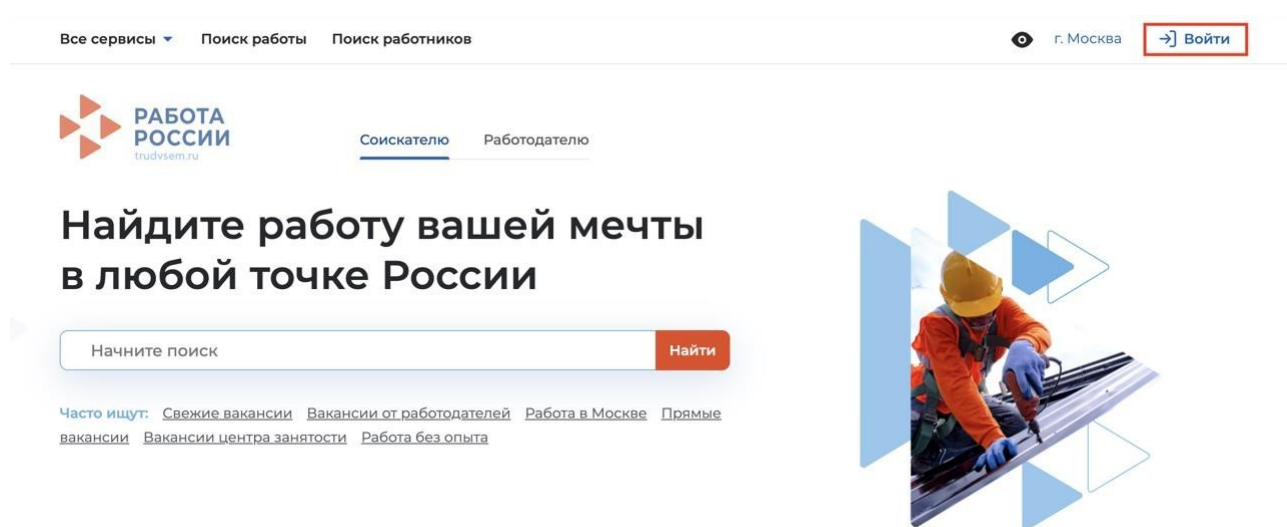 Все сервисы Поиск работы Поиск работников г. Москва Войти
РАБОТА
РОССИИ
trudvsem.ru
Соискателю Работодателю
Найдите работу вашей мечты
в любой точке России
Начните поиск Найти
Часто ищут: Свежие вакансии Вакансии от работодателей Работа в Москве Прямые
вакансии Вакансии центра занятости Работа без опыта